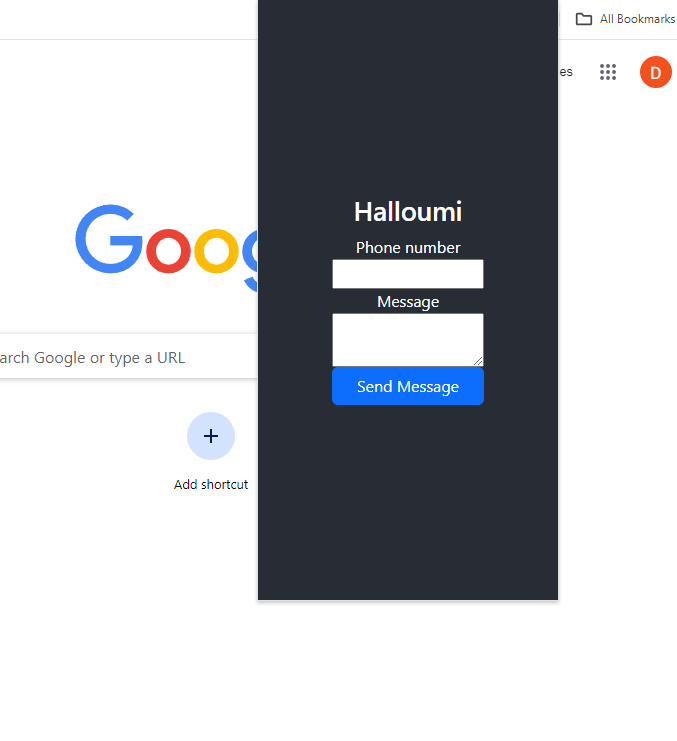 All Bookmarks
es
D
Goog
Halloumi
Phone number
Message
arch Google or type a URL
Send Message
Add shortcut